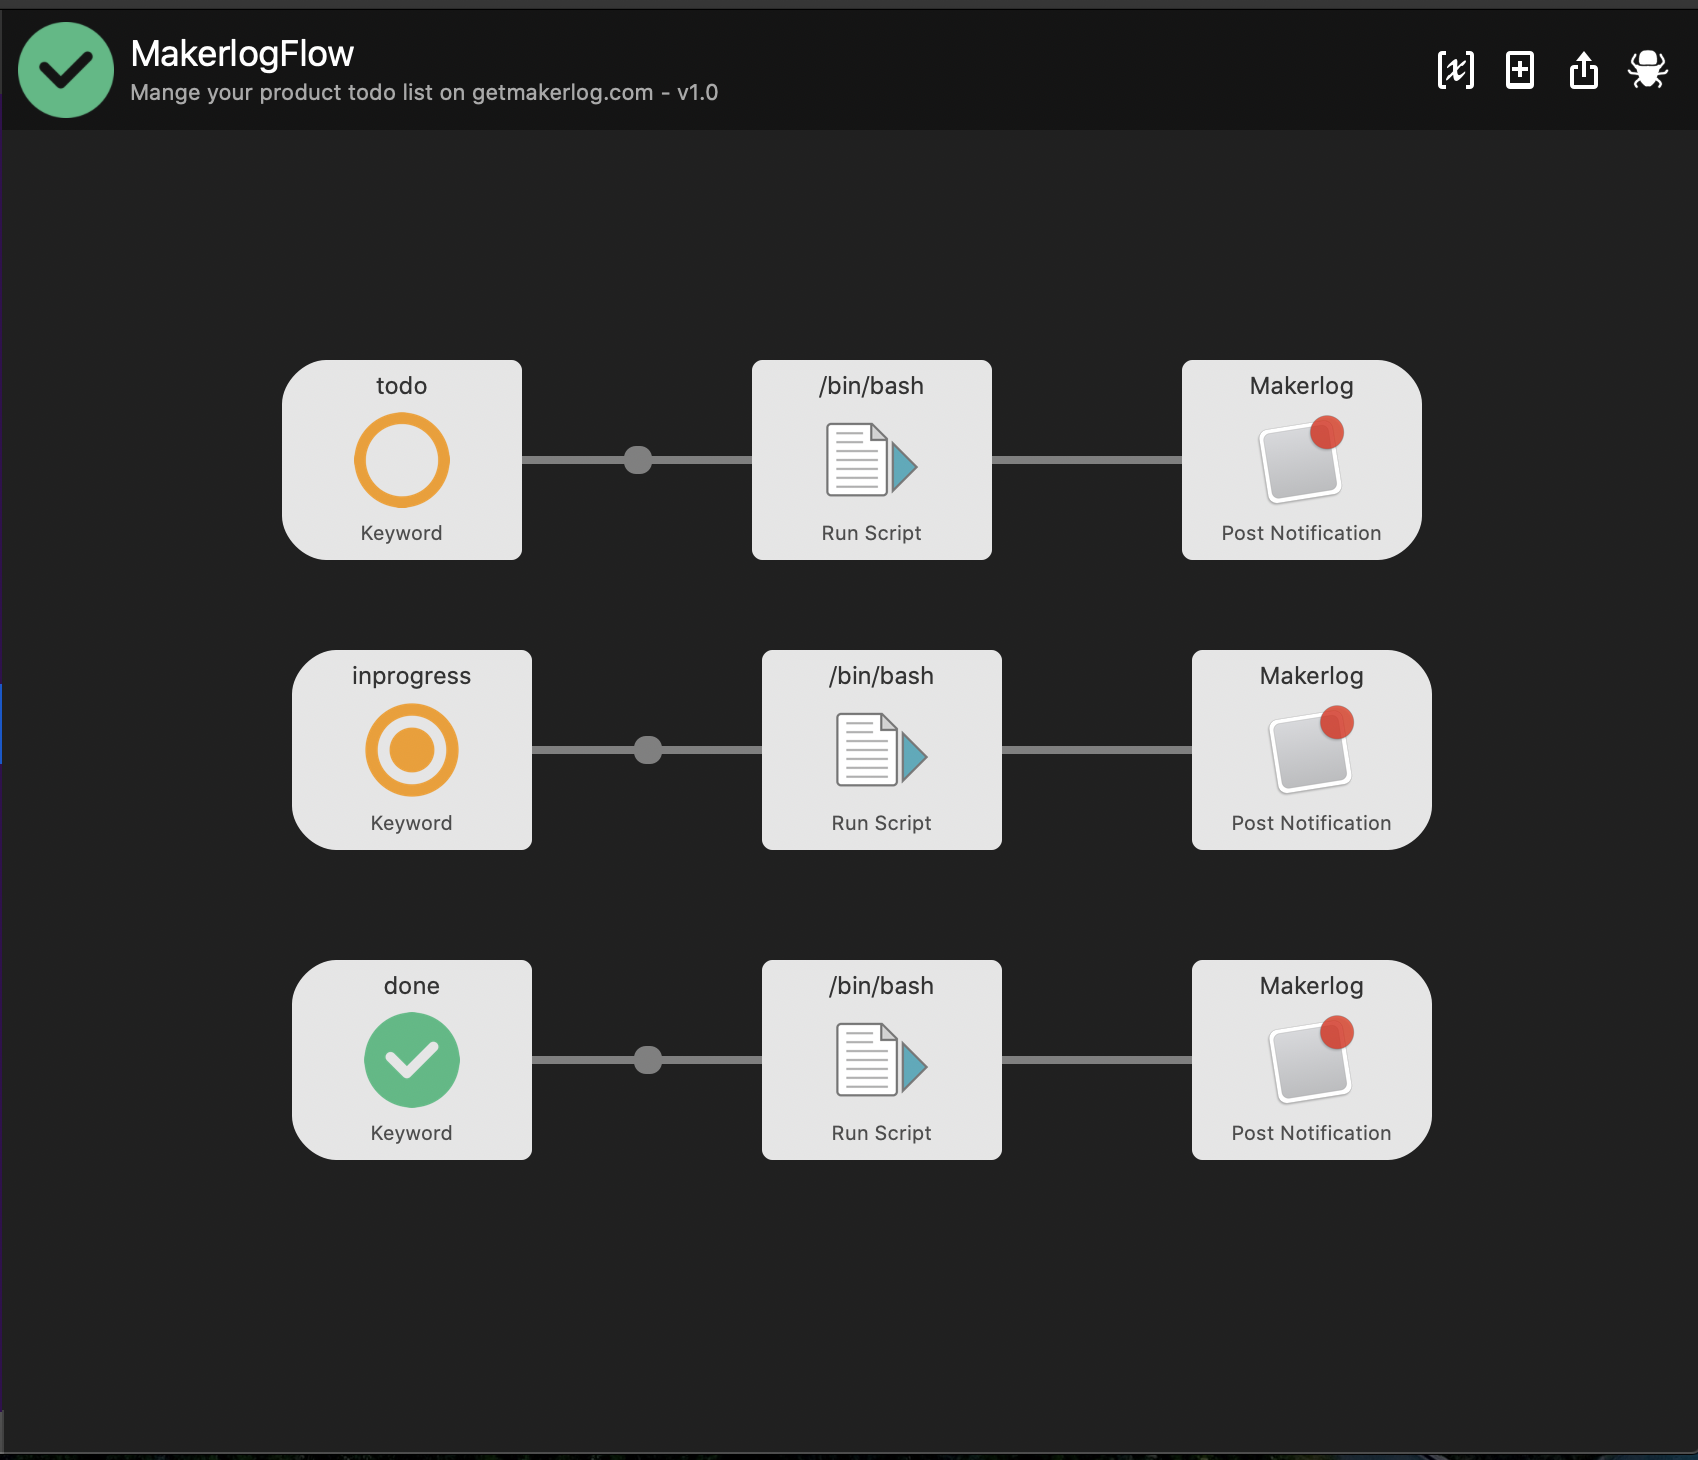 MakerlogFlow
Mange your product todo list on getmakerlog.com - v1.0
todo
/bin/bash
Makerlog
Keyword
Run Script
Post Notification
inprogress
/bin/bash
Makerlog
Keyword
Run Script
Post Notification
done
/bin/bash
Makerlog
Keyword
Run Script
Post Notification